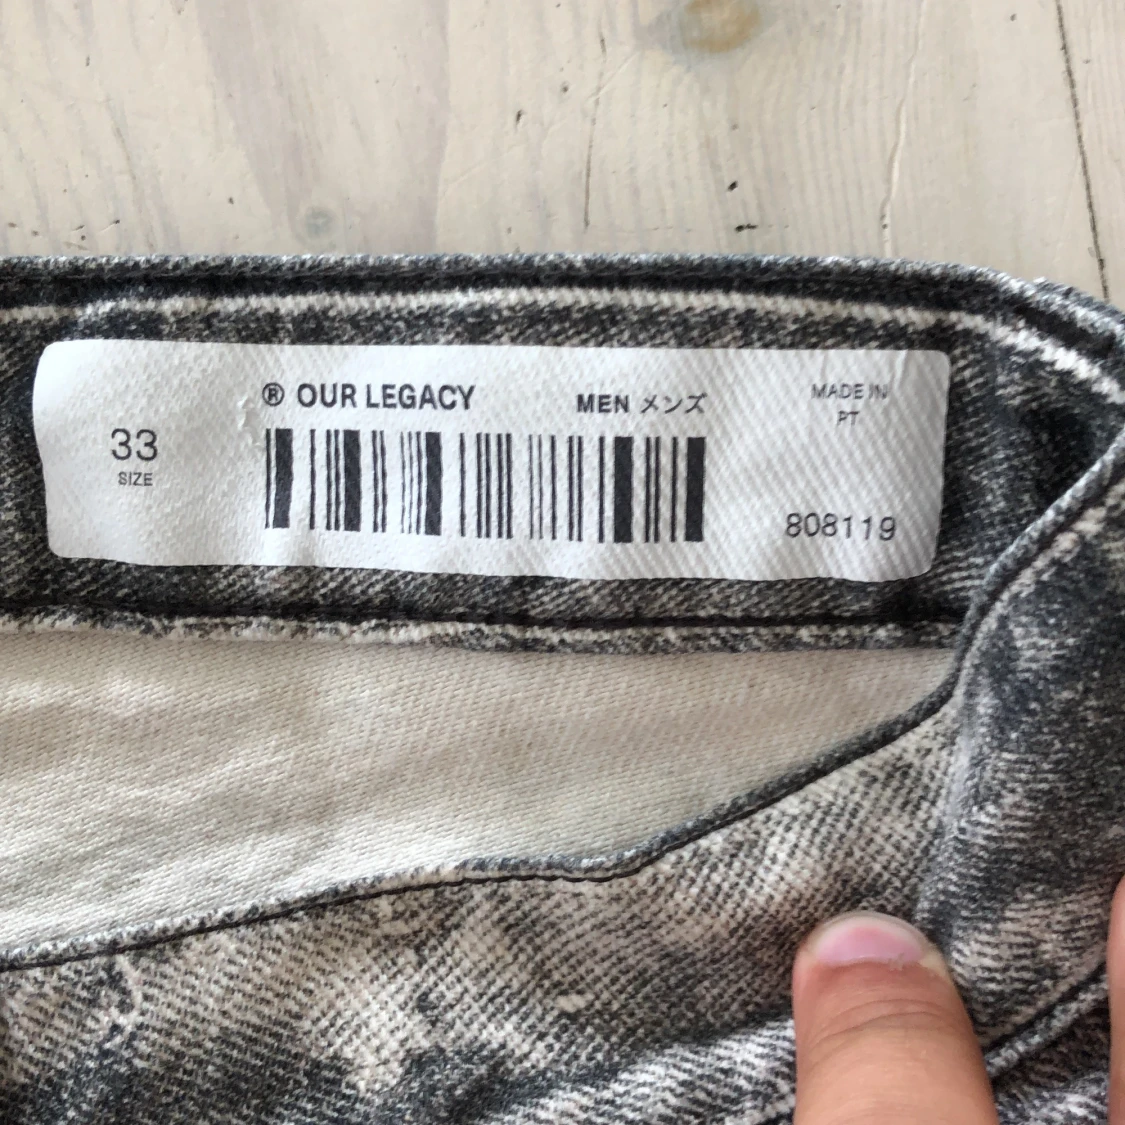 33
SIZE
® OUR LEGACY
MEN メンズ
MADE IN
PT
808119